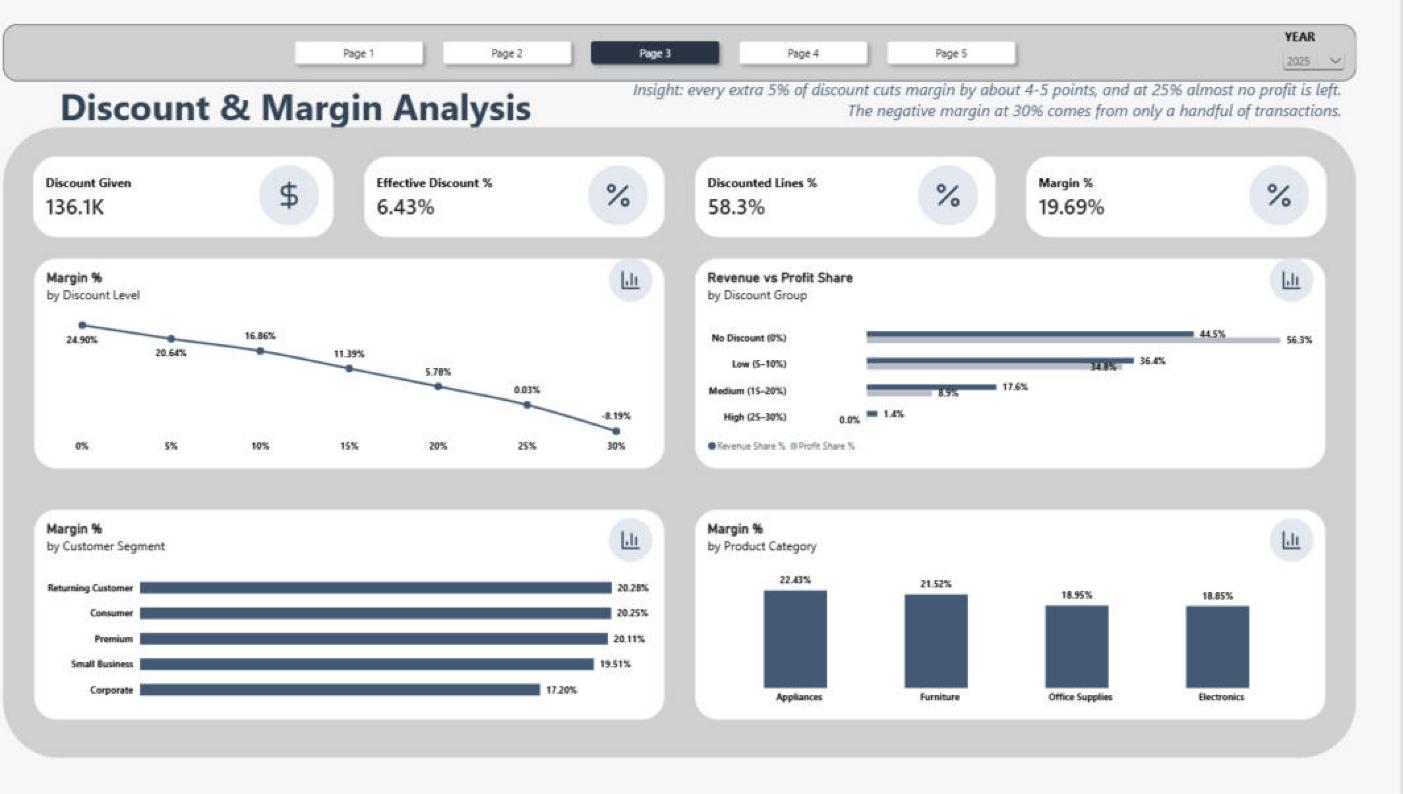 Page 1
Page 2
Page 3
Page 4
Page 5
YEAR
2025
Discount & Margin Analysis
Insight: every extra 5% of discount cuts margin by about 4-5 points, and at 25% almost no profit is left.
The negative margin at 30% comes from only a handful of transactions.
Discount Given
136.1K
$
Effective Discount %
6.43%
%
Discounted Lines %
58.3%
%
Margin %
19.69%
%
Margin %
by Discount Level
24.90%
20.64%
16.86%
11.39%
5.78%
0.03%
-8.19%
0%
5%
10%
15%
20%
25%
30%
Revenue vs Profit Share
by Discount Group
No Discount (0%)
44.5%
56.3%
Low (5–10%)
36.4%
34.8%
Medium (15–20%)
17.6%
8.9%
High (25–30%)
0.0%
1.4%
Revenue Share %
Profit Share %
Margin %
by Customer Segment
Returning Customer
20.28%
Consumer
20.25%
Premium
20.11%
Small Business
19.51%
Corporate
17.20%
Margin %
by Product Category
22.43%
21.52%
18.95%
18.85%
Appliances
Furniture
Office Supplies
Electronics